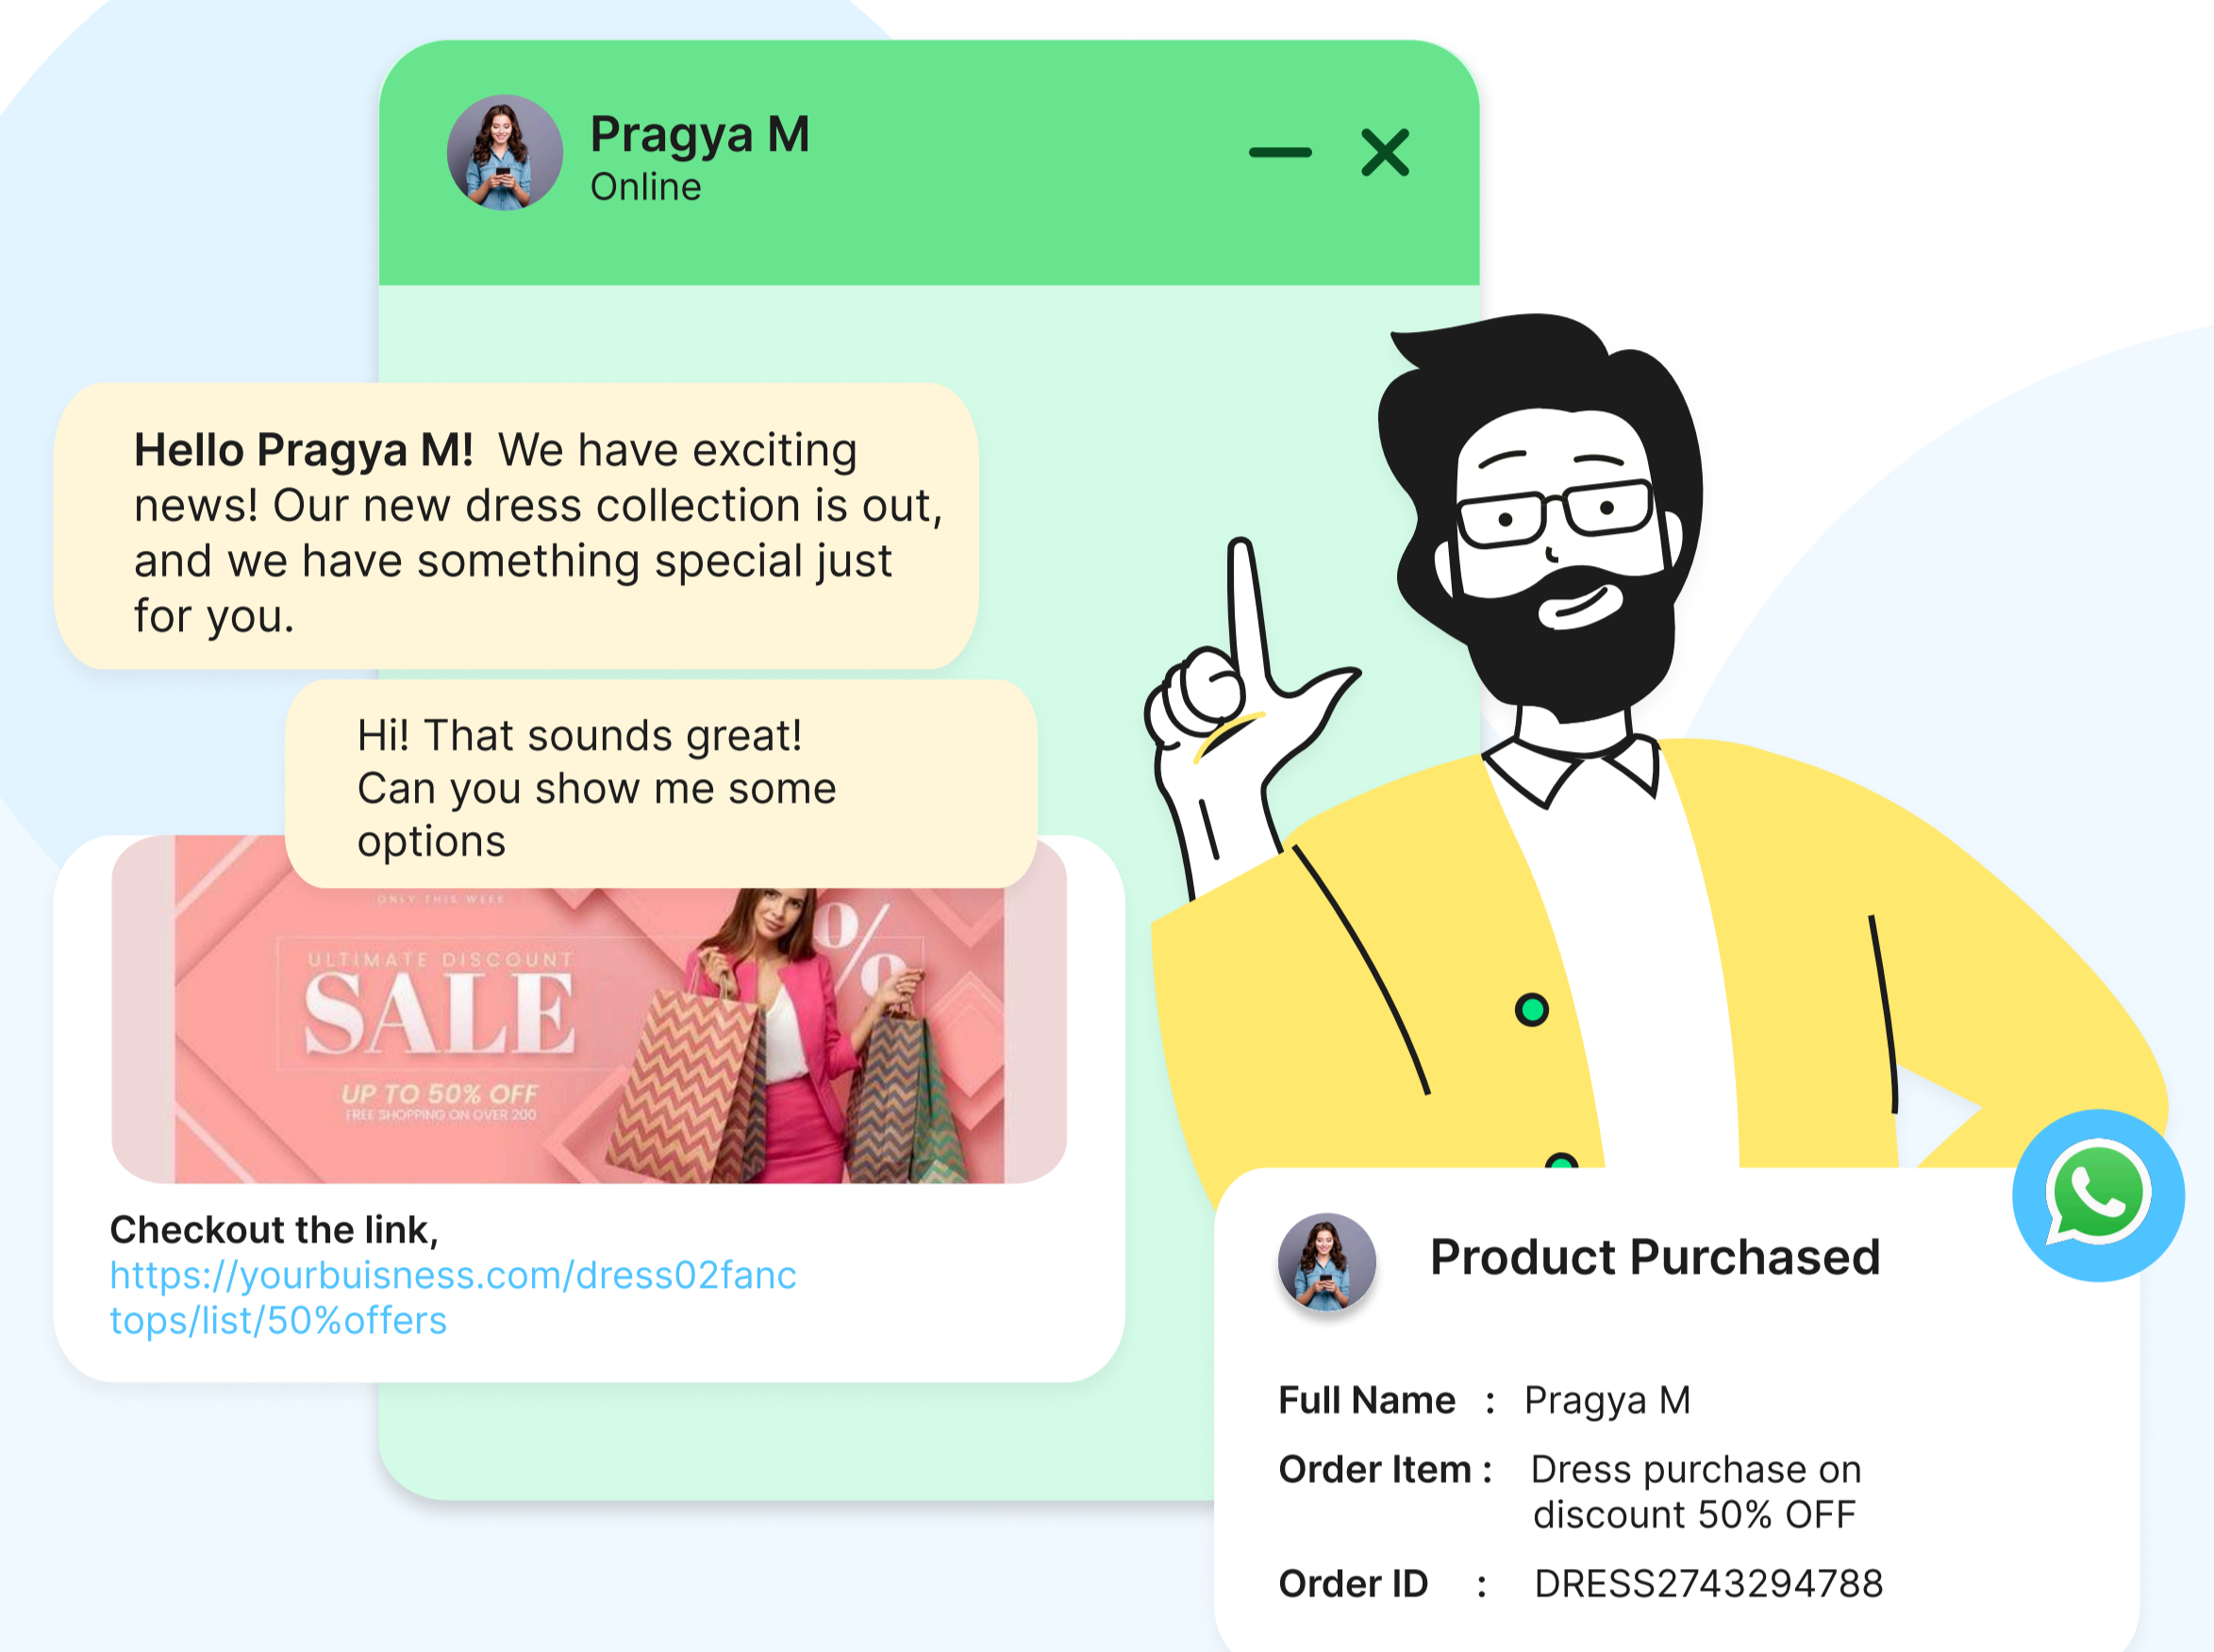 Pragya M
Online
Hello Pragya M! We have exciting
news! Our new dress collection is out,
and we have something special just
for you.
Hi! That sounds great!
Can you show me some
options
ONLY THIS WEEK
ULTIMATE DISCOUNT
SALE
%
UP TO 50% OFF
FREE SHOPPING ON OVER 200
Checkout the link,
https://yourbuisness.com/dress02fanc
tops/list/50%offers
Product Purchased
Full Name : Pragya M
Order Item : Dress purchase on
discount 50% OFF
Order ID : DRESS2743294788